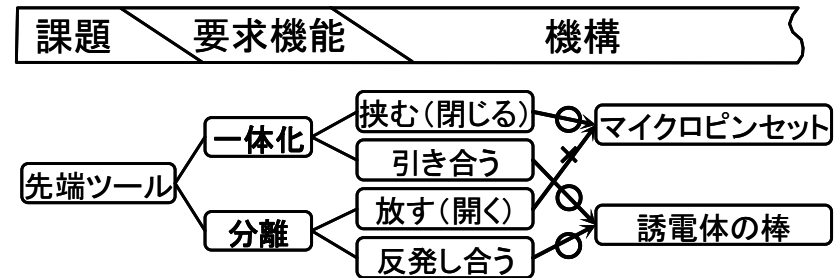 課題 要求機能 機構
挟む(閉じる)
マイクロピンセット
一体化
引き合う
先端ツール
放す(開く)
分離
誘電体の棒
反発し合う